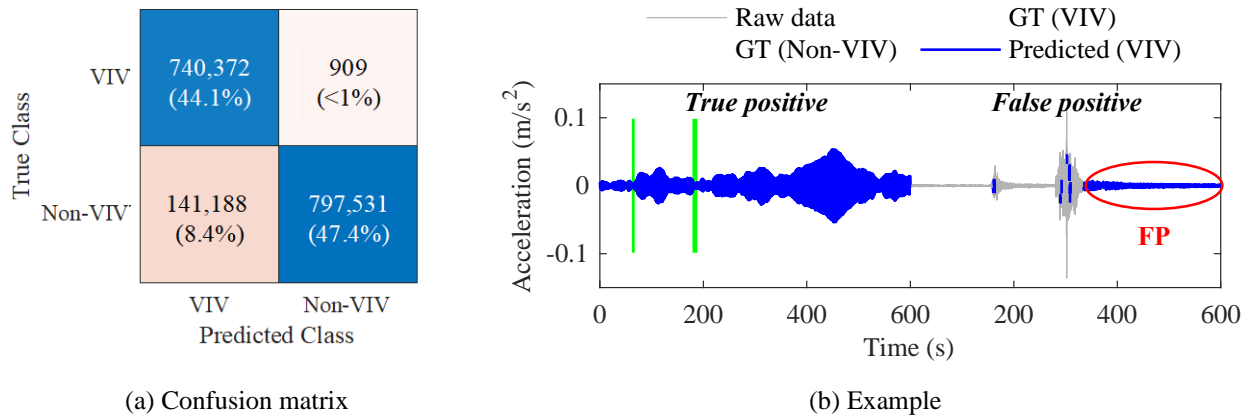 VIV
740,372
(44.1%)
909
(<1%)
True Class
Non-VIV
141,188
(8.4%)
797,531
(47.4%)
VIV
Non-VIV
Predicted Class
(a) Confusion matrix
Raw data
GT (VIV)
GT (Non-VIV)
Predicted (VIV)
True positive
False positive
Acceleration (m/s²)
0.1
0
-0.1
FP
0
200
400
600
200
400
600
Time (s)
(b) Example